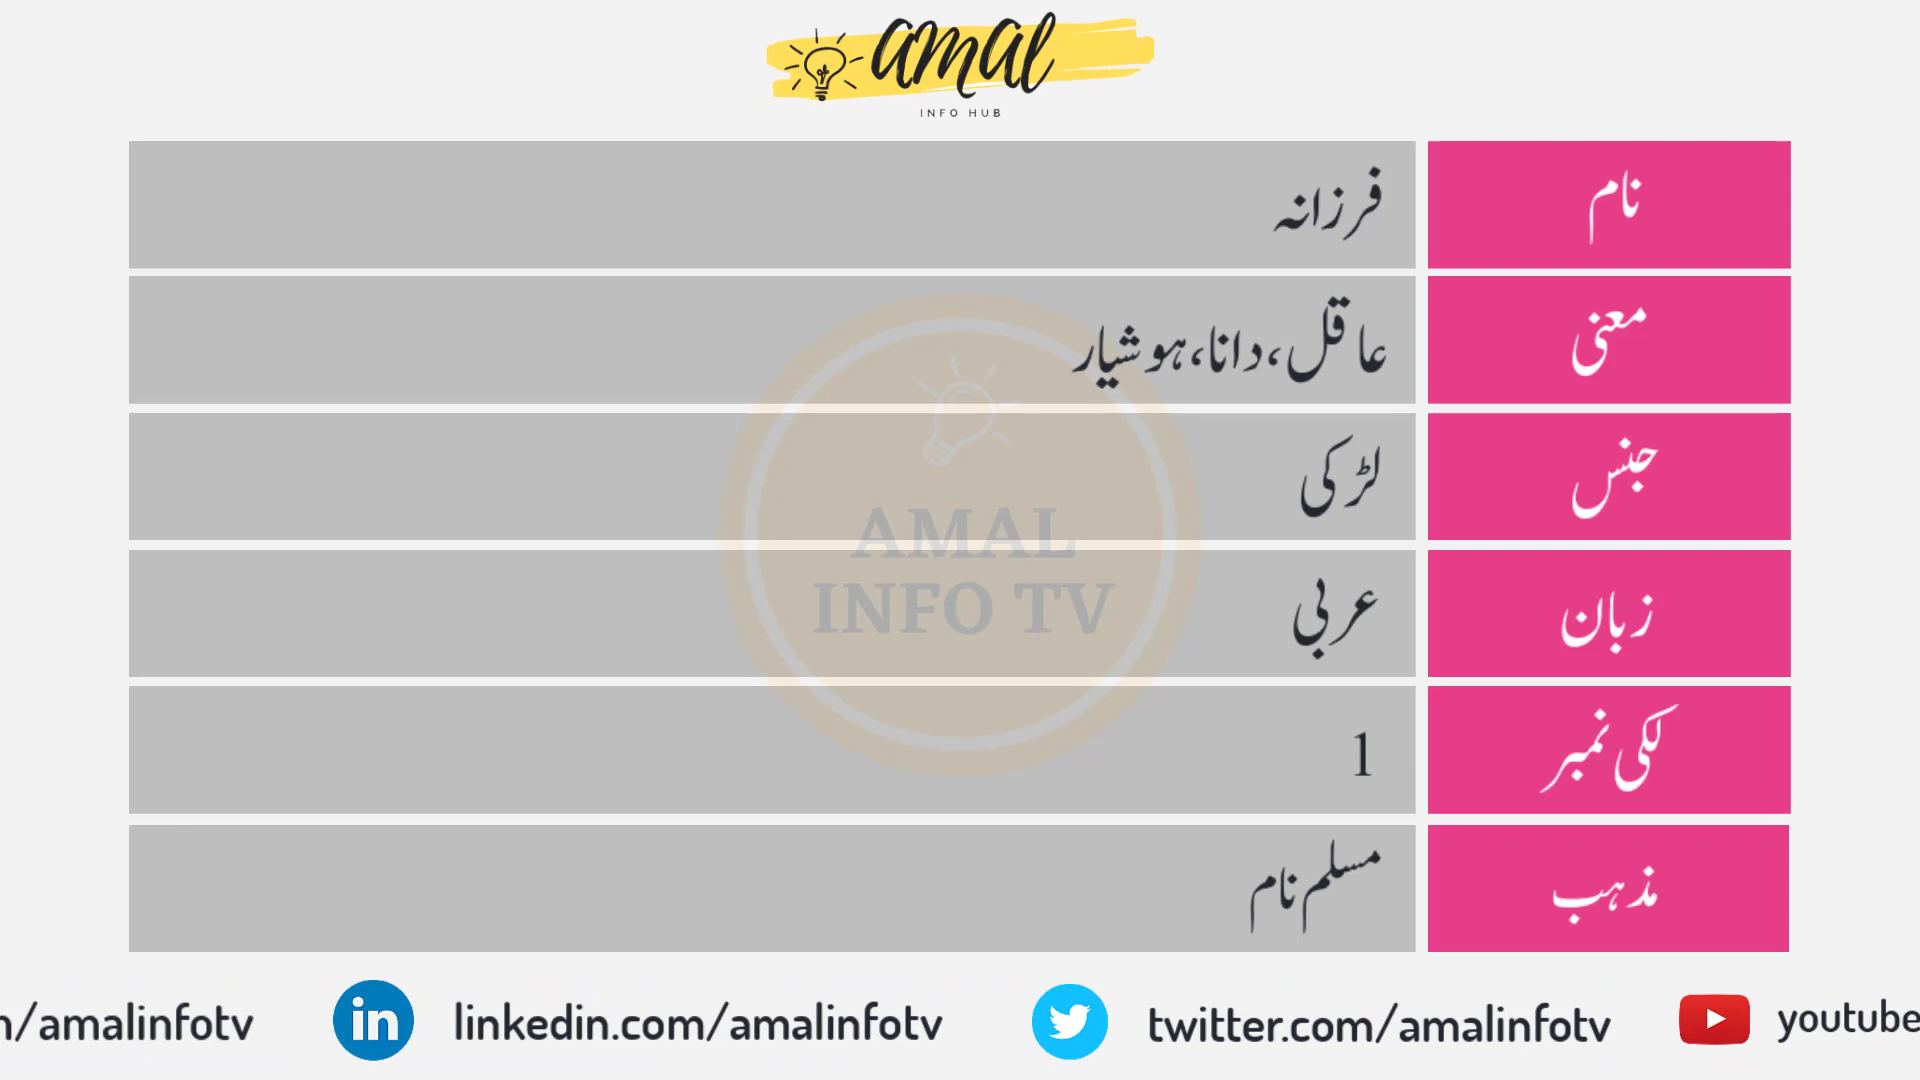 amal
INFO HUB
نام فرزانہ
معنی عاقل،دانا،ہوشیار
جنس لڑکی
زبان عربی
لکی نمبر 1
مذہب مسلم نام
AMAL
INFO TV
n/amalinfotv linkedin.com/amalinfotv twitter.com/amalinfotv youtube